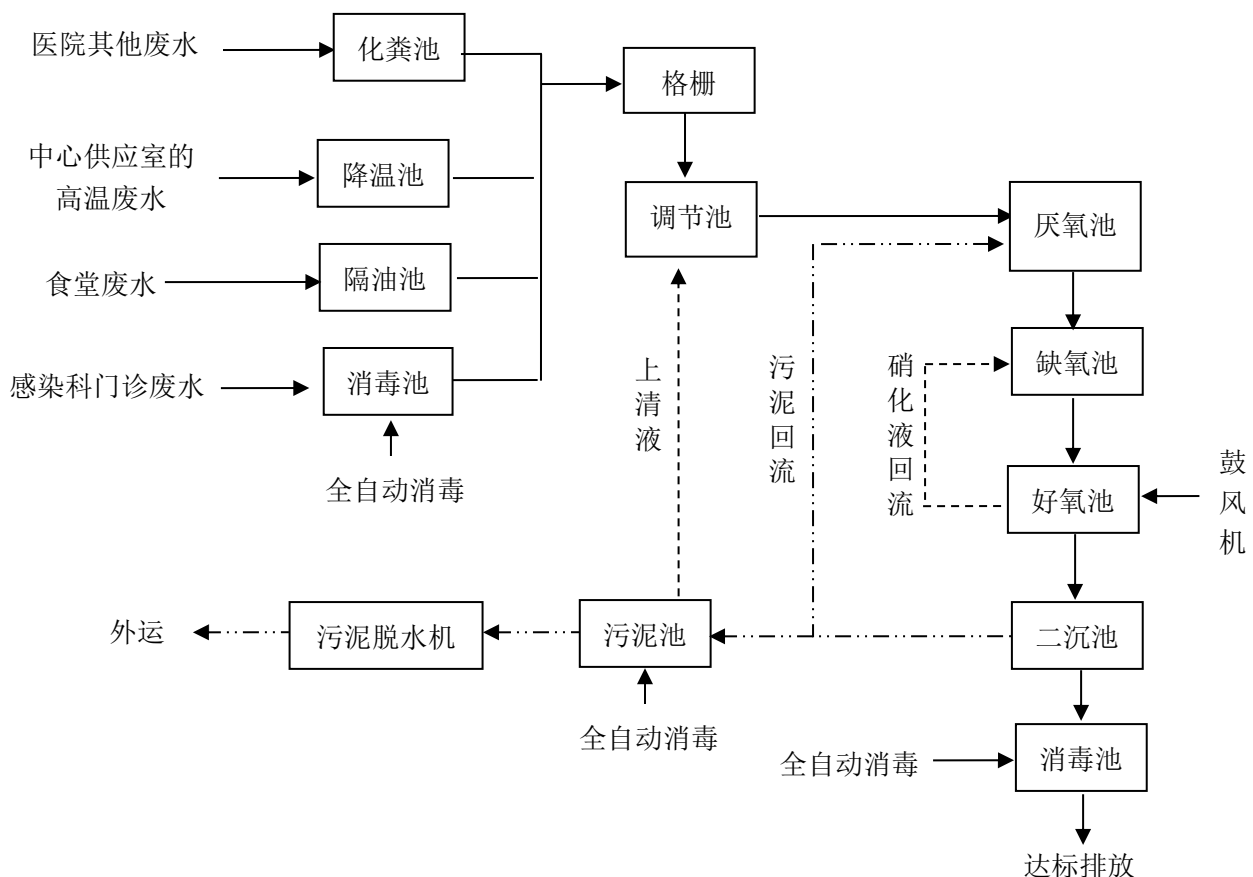 医院其他废水
化粪池
格栅
中心供应室的
高温废水
降温池
调节池
厌氧池
食堂废水
隔油池
缺氧池
感染科门诊废水
消毒池
全自动消毒
上清液
污泥回流
硝化液回流
好氧池
鼓风机
外运
污泥脱水机
污泥池
二沉池
全自动消毒
全自动消毒
消毒池
达标排放